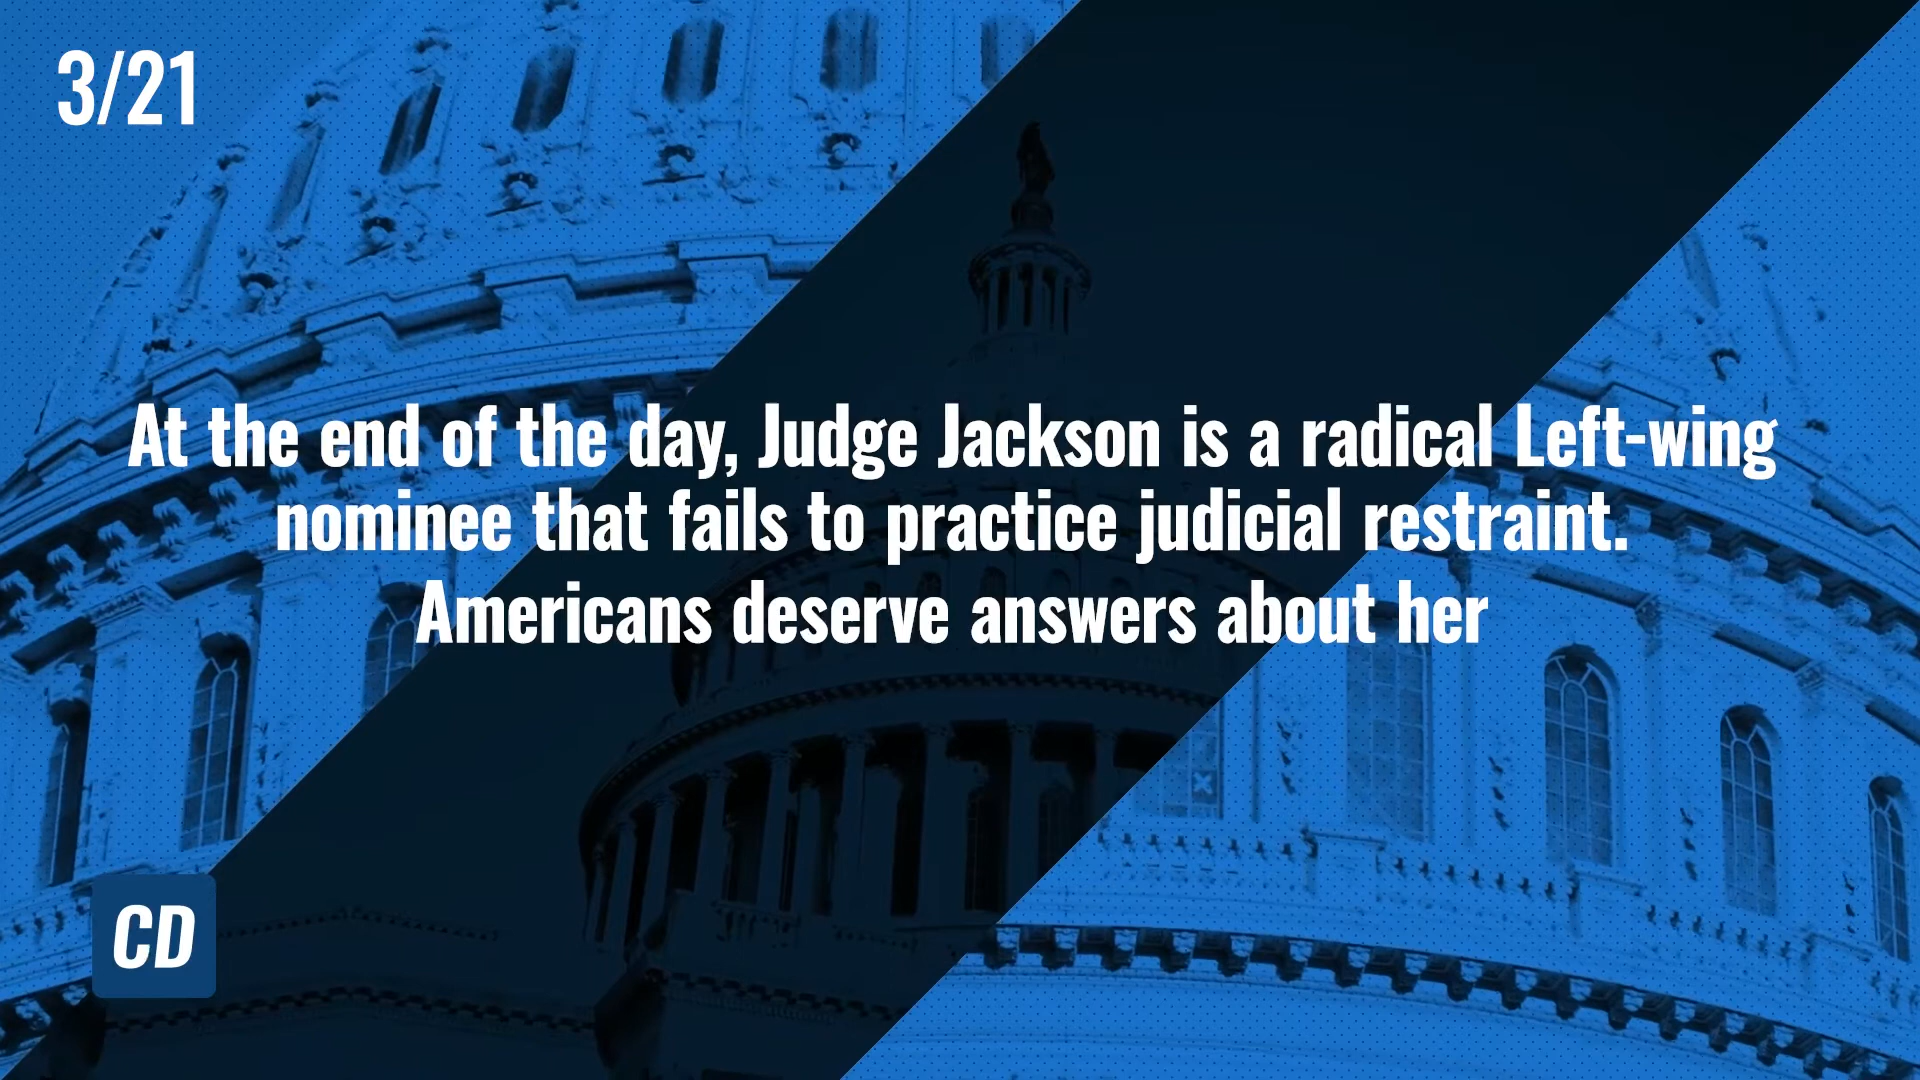 3/21
At the end of the day, Judge Jackson is a radical Left-wing
nominee that fails to practice judicial restraint.
Americans deserve answers about her
CD